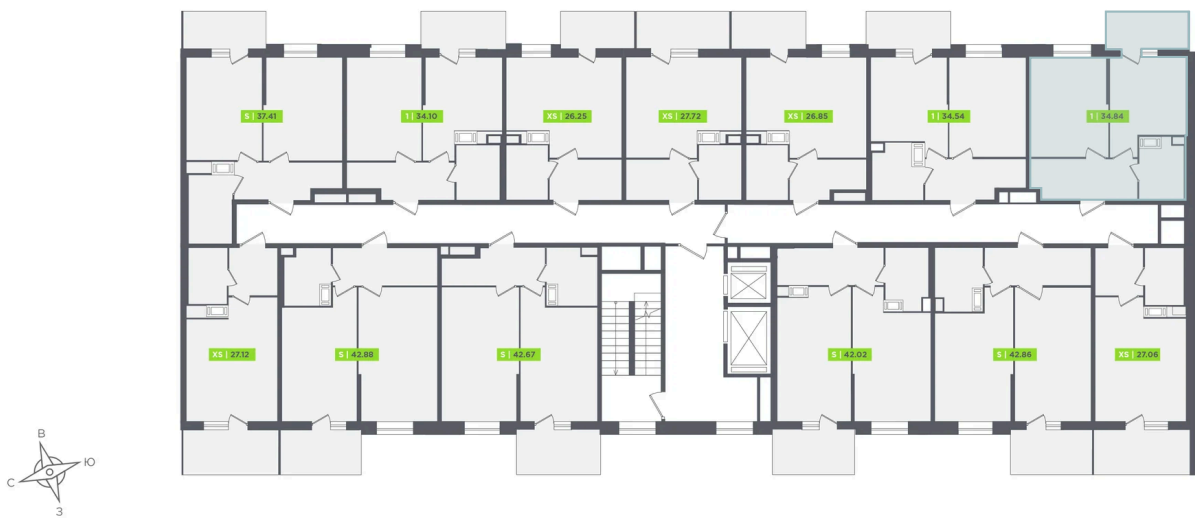 S | 37.41
1 | 34.10
XS | 26.25
XS | 27.72
XS | 26.85
1 | 34.54
1 | 34.84
XS | 27.12
S | 42.88
S | 42.67
S | 42.02
S | 42.86
XS | 27.06
В
Ю
С
З